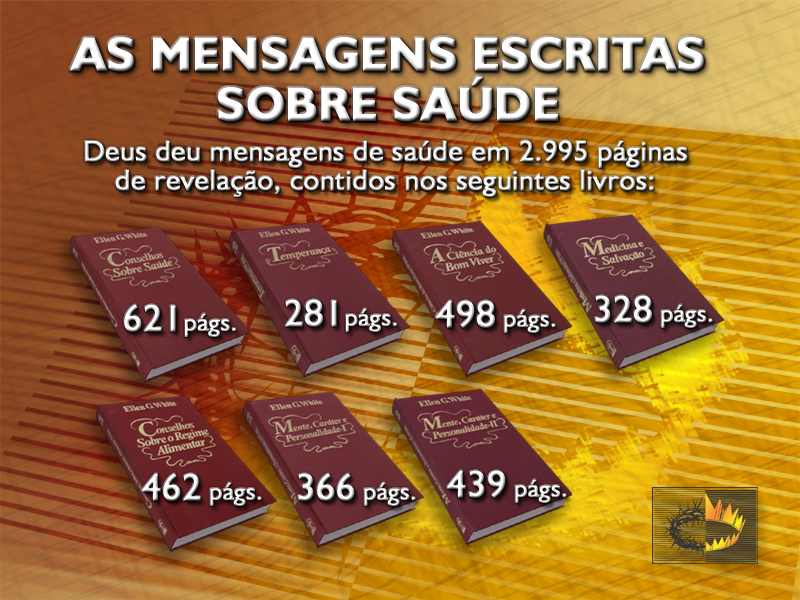 AS MENSAGENS ESCRITAS
SOBRE SAÚDE
Deus deu mensagens de saúde em 2.995 páginas
de revelação, contidos nos seguintes livros:
Ellen G. White
Conselhos
Sobre Saúde
621 págs.
Ellen G. White
Temperança
281 págs.
Ellen G. White
A Ciência do
Bom Viver
498 págs.
Medicina e
Salvação
328 págs.
Ellen G. White
Conselhos
Sobre o Regime
Alimentar
462 págs.
Ellen G. White
Mente, Caráter e
Personalidade-I
366 págs.
Ellen G. White
Mente, Caráter e
Personalidade-II
439 págs.